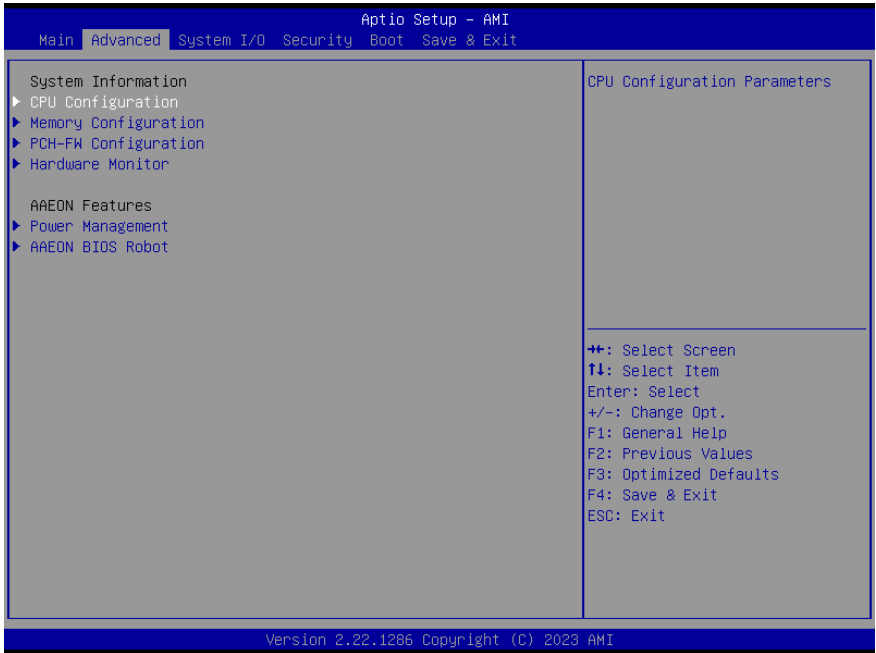 Aptio Setup - AMI
Main Advanced System I/O Security Boot Save & Exit
System Information
CPU Configuration
Memory Configuration
PCH-FW Configuration
Hardware Monitor
AAEON Features
Power Management
AAEON BIOS Robot
CPU Configuration Parameters
→←: Select Screen
↑↓: Select Item
Enter: Select
+/-: Change Opt.
F1: General Help
F2: Previous Values
F3: Optimized Defaults
F4: Save & Exit
ESC: Exit
Version 2.22.1286 Copyright (C) 2023 AMI